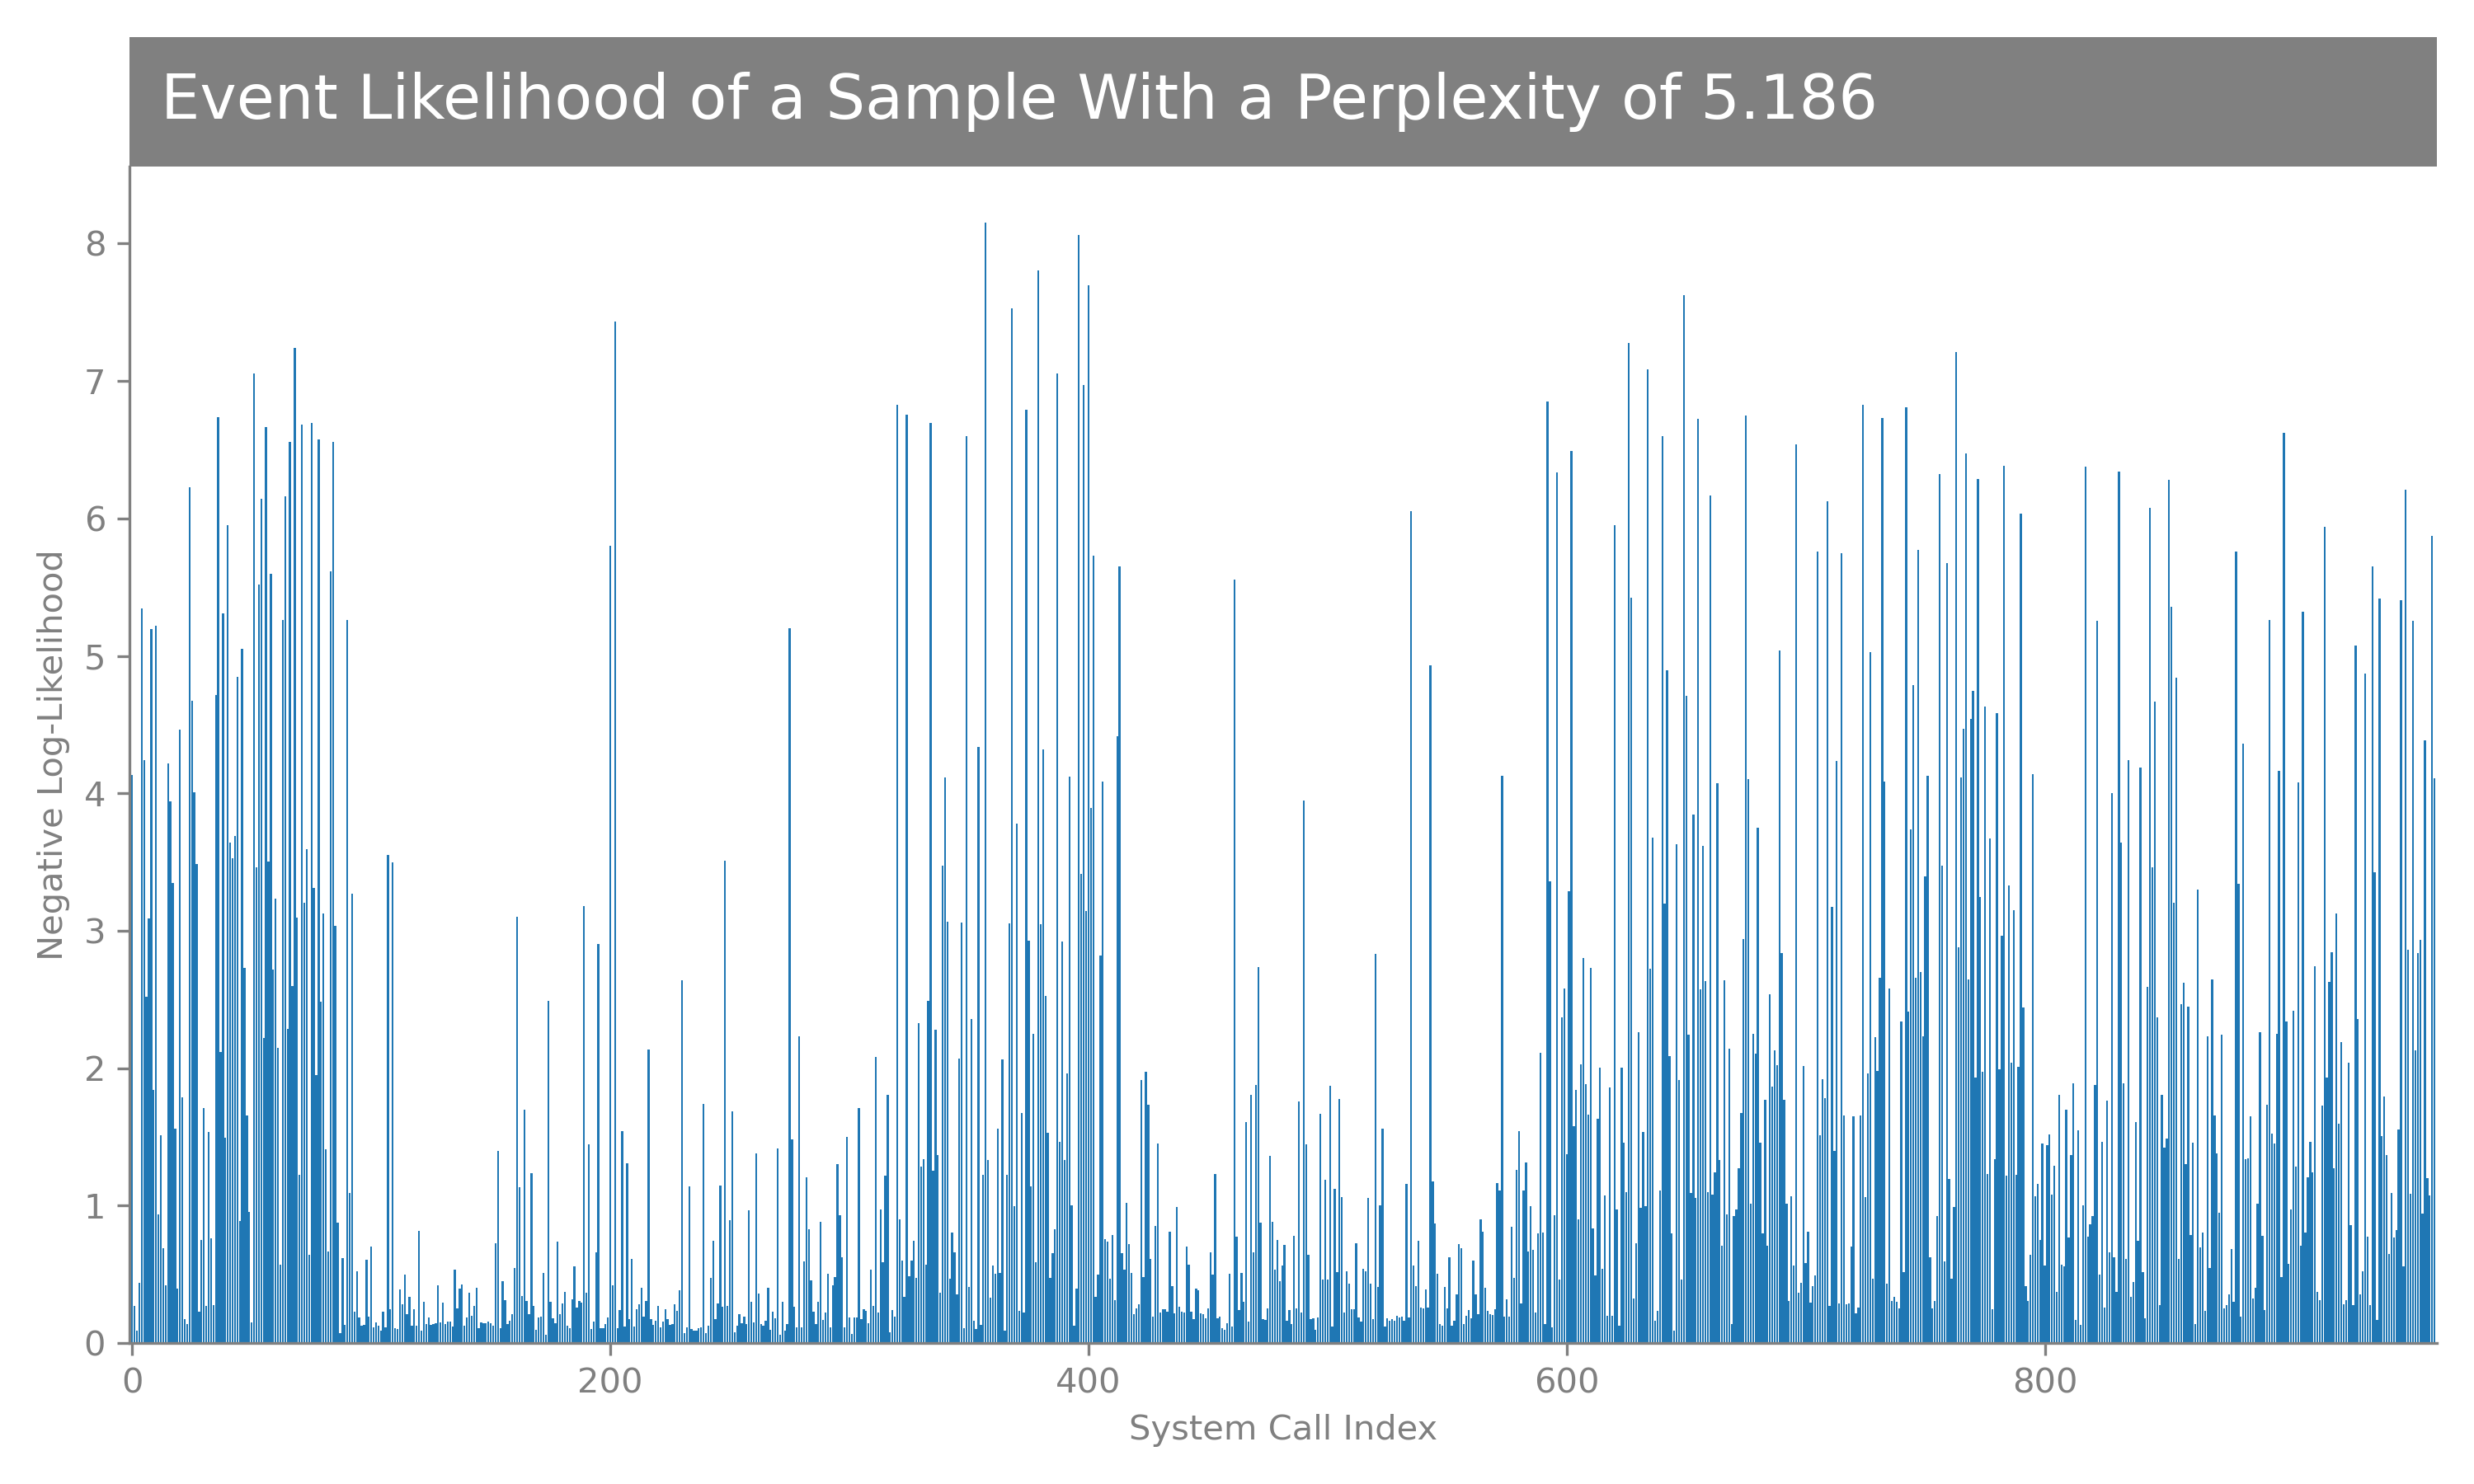 Event Likelihood of a Sample With a Perplexity of 5.186
8
7
6
5
4
3
2
1
0
Negative Log-Likelihood
0 200 400 600 800
System Call Index